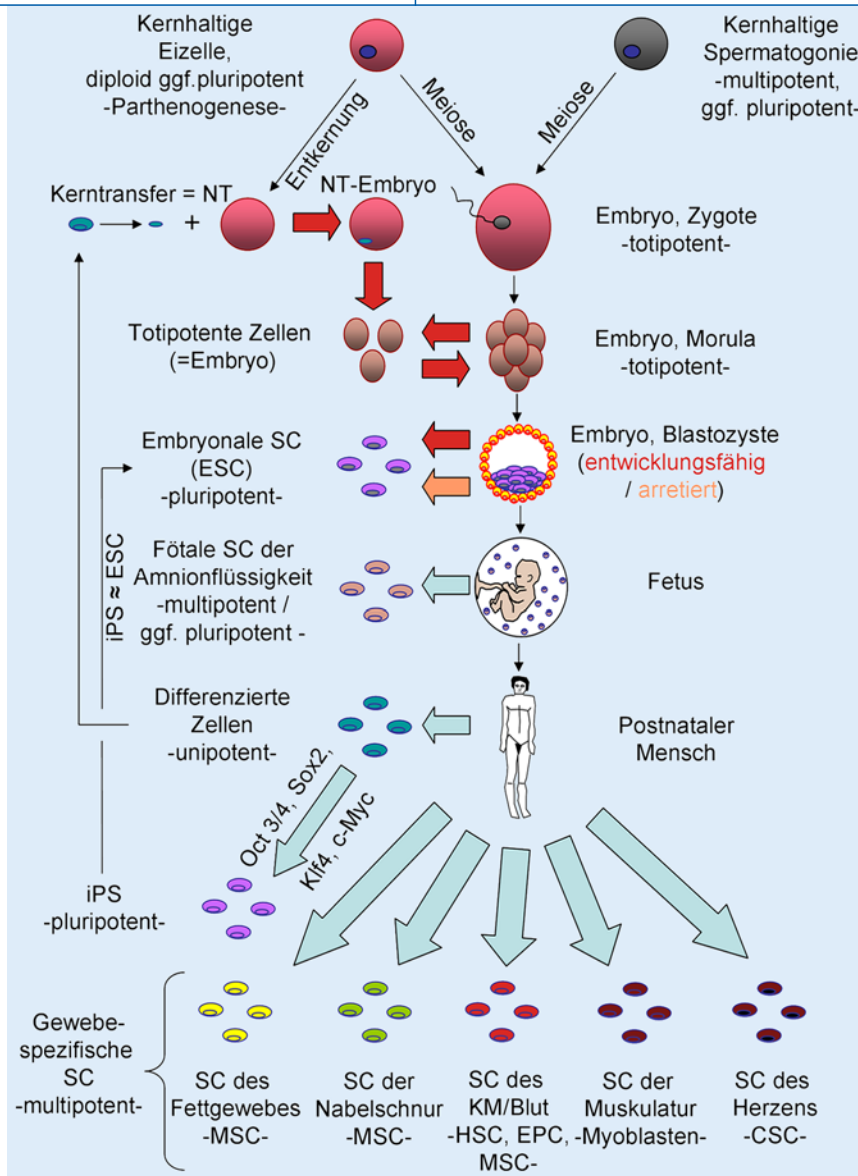 Kernhaltige
Eizelle,
diploid ggf.pluripotent
-Parthenogenese-
Kernhaltige
Spermatogonie
-multipotent,
ggf. pluripotent-
Entkernung
Meiose
Meiose
Kerntransfer = NT
+
NT-Embryo
Embryo, Zygote
-totipotent-
Totipotente Zellen
(=Embryo)
Embryo, Morula
-totipotent-
Embryonale SC
(ESC)
-pluripotent-
Embryo, Blastozyste
(entwicklungsfähig
/ arretiert)
iPS ≈ ESC
Fötale SC der
Amnionflüssigkeit
-multipotent /
ggf. pluripotent -
Fetus
Differenzierte
Zellen
-unipotent-
Postnataler
Mensch
Oct 3/4, Sox2,
Klf4, c-Myc
iPS
-pluripotent-
Gewebe-
spezifische
SC
-multipotent-
SC des
Fettgewebes
-MSC-
SC der
Nabelschnur
-MSC-
SC des
KM/Blut
-HSC, EPC,
MSC-
SC der
Muskulatur
-Myoblasten-
SC des
Herzens
-CSC-